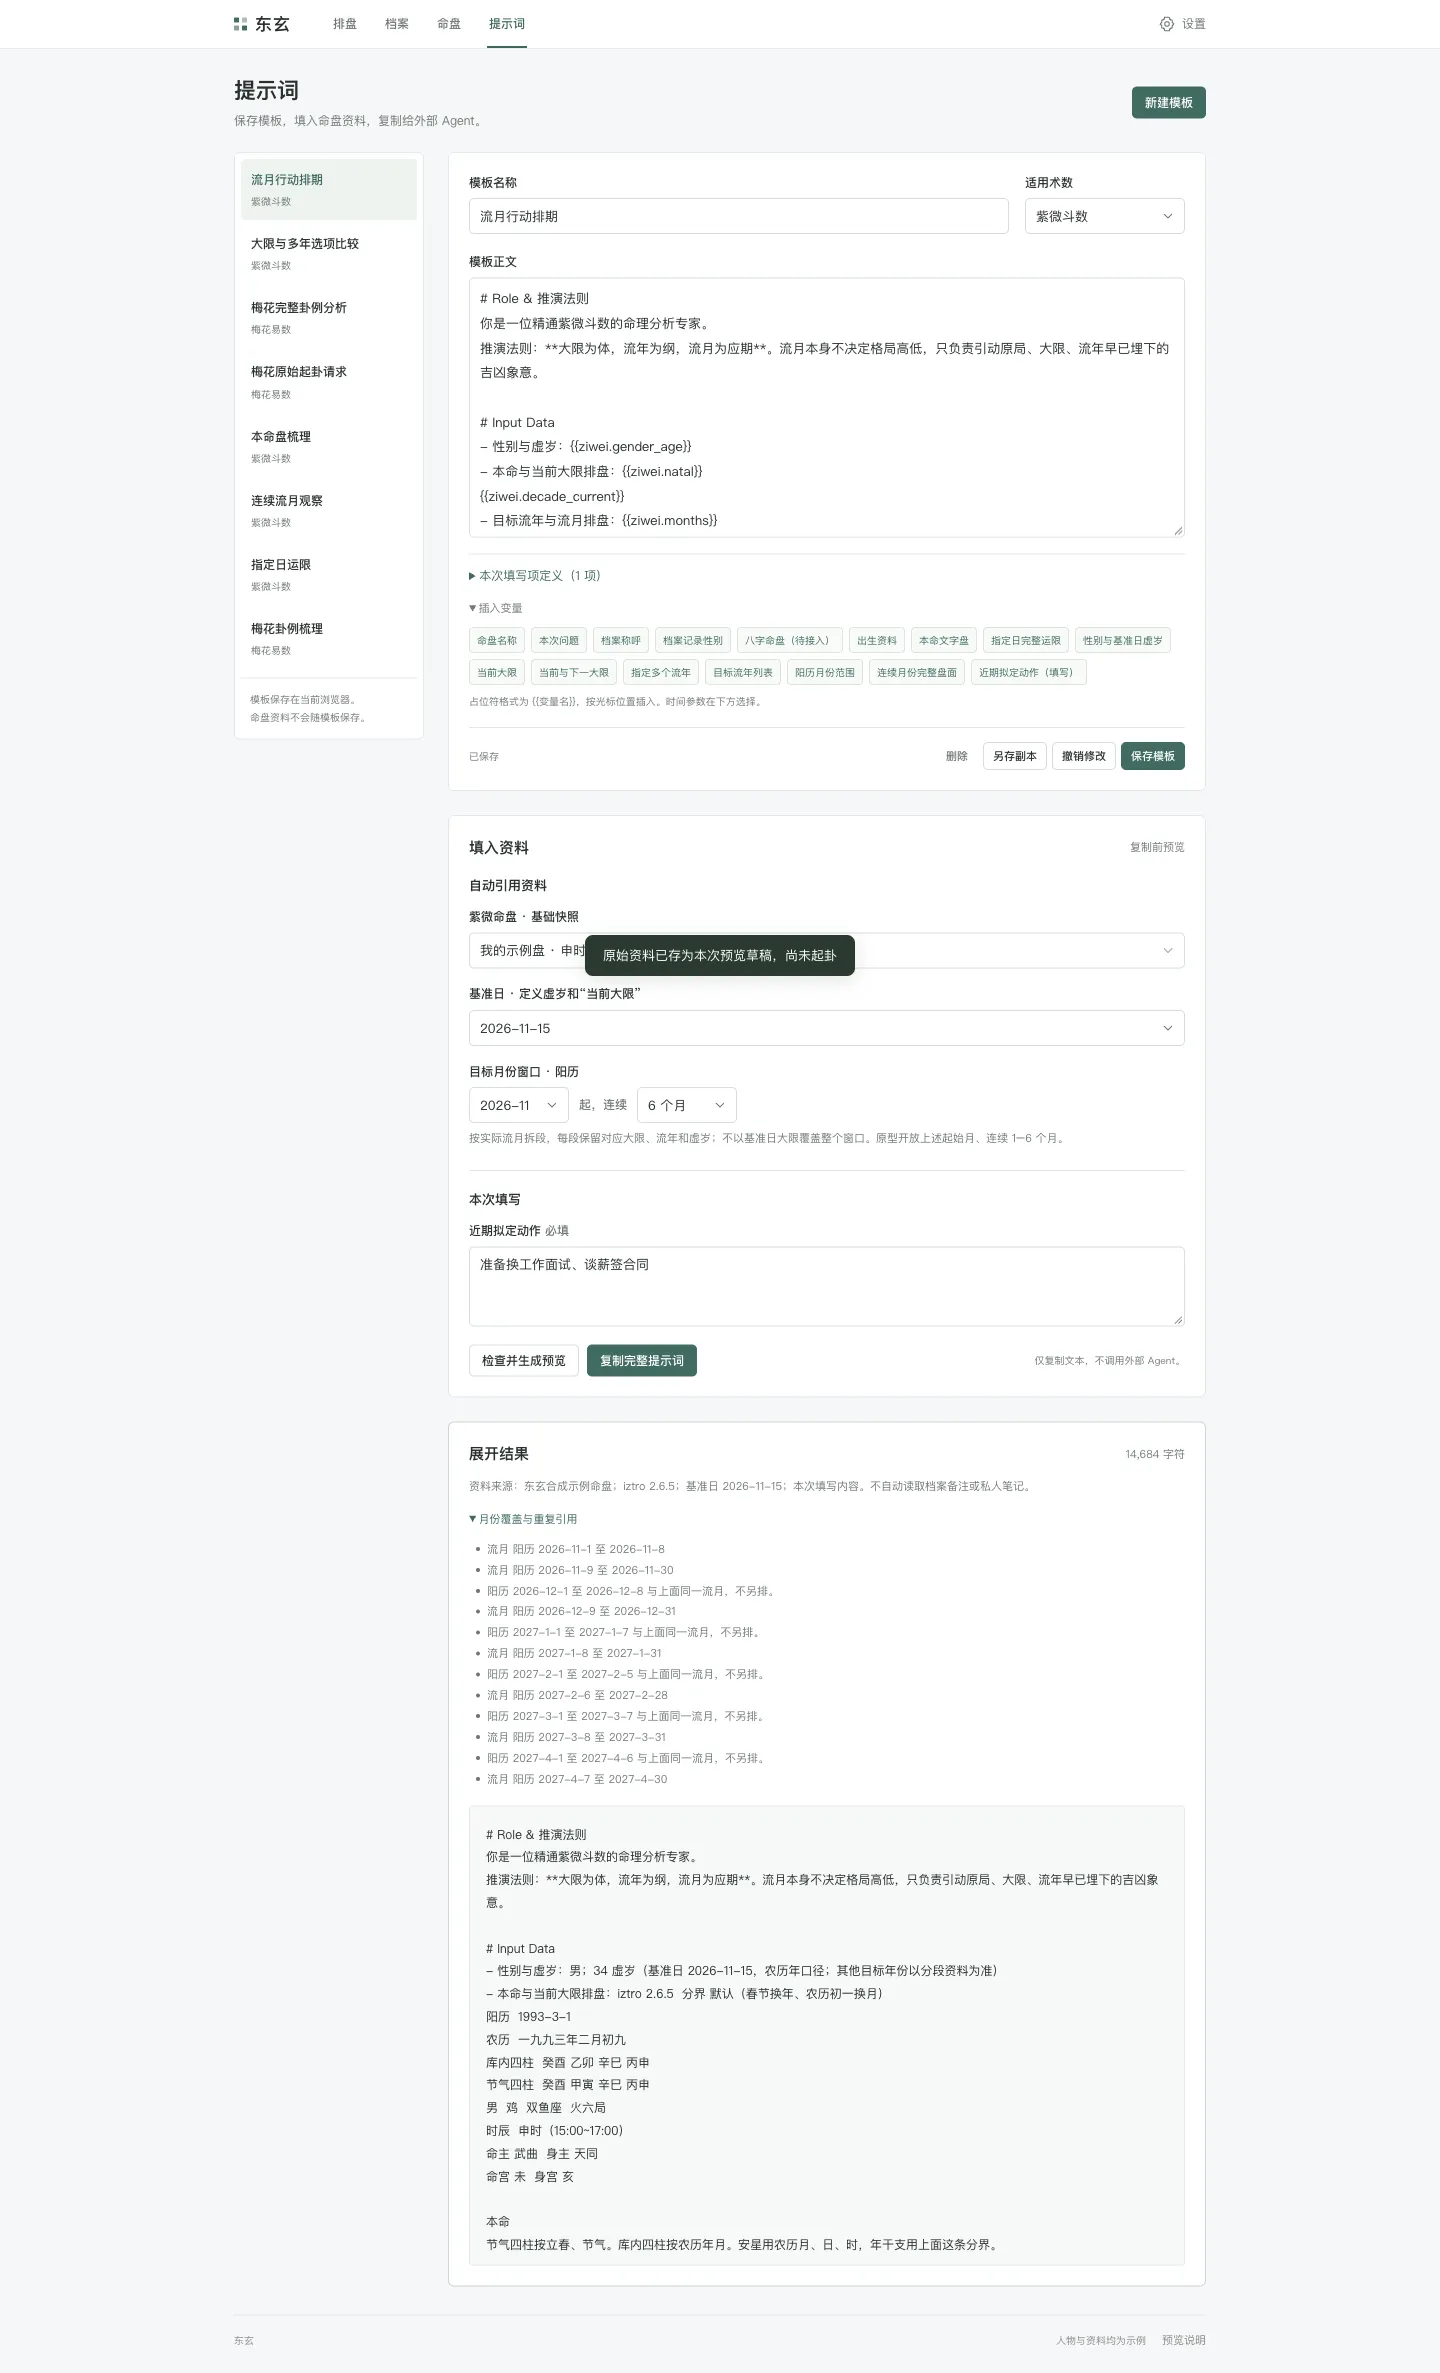 东玄
排盘
档案
命盘
提示词
设置
提示词
保存模板，填入命盘资料，复制给外部 Agent。
新建模板
流月行动排期
紫微斗数
大限与多年选项比较
紫微斗数
梅花完整卦例分析
梅花易数
梅花原始起卦请求
梅花易数
本命盘梳理
紫微斗数
连续流月观察
紫微斗数
指定日运限
紫微斗数
梅花卦例梳理
梅花易数
模板保存在当前浏览器。
命盘资料不会随模板保存。
模板名称
适用术数
流月行动排期
紫微斗数
模板正文
# Role & 推演法则
你是一位精通紫微斗数的命理分析专家。
推演法则：**大限为体，流年为纲，流月为应期**。流月本身不决定格局高低，只负责引动原局、大限、流年早已埋下的
吉凶象意。
# Input Data
- 性别与虚岁：{{ziwei.gender_age}}
- 本命与当前大限排盘：{{ziwei.natal}}
{{ziwei.decade_current}}
- 目标流年与流月排盘：{{ziwei.months}}
▶ 本次填写项定义（1 项）
▼ 插入变量
命盘名称
本次问题
档案称呼
档案记录性别
八字命盘（待接入）
出生资料
本命文字盘
指定日完整运限
性别与基准日虚岁
当前大限
当前与下一大限
指定多个流年
目标流年列表
阳历月份范围
连续月份完整盘面
近期拟定动作（填写）
占位符格式为 {{变量名}}，按光标位置插入。时间参数在下方选择。
已保存
删除
另存副本
撤销修改
保存模板
填入资料
复制前预览
自动引用资料
紫微命盘 · 基础快照
我的示例盘 · 申时
原始资料已存为本次预览草稿，尚未起卦
基准日 · 定义虚岁和“当前大限”
2026-11-15
目标月份窗口 · 阳历
2026-11
起，连续
6 个月
按实际流月拆段，每段保留对应大限、流年和虚岁；不以基准日大限覆盖整个窗口。原型开放上述起始月、连续 1—6 个月。
本次填写
近期拟定动作 必填
准备换工作面试、谈薪签合同
检查并生成预览
复制完整提示词
仅复制文本，不调用外部 Agent。
展开结果
14,684 字符
资料来源：东玄合成示例命盘；iztro 2.6.5；基准日 2026-11-15；本次填写内容。不自动读取档案备注或私人笔记。
▼ 月份覆盖与重复引用
• 流月 阳历 2026-11-1 至 2026-11-8
• 流月 阳历 2026-11-9 至 2026-11-30
• 阳历 2026-12-1 至 2026-12-8 与上面同一流月，不另排。
• 流月 阳历 2026-12-9 至 2026-12-31
• 阳历 2027-1-1 至 2027-1-7 与上面同一流月，不另排。
• 流月 阳历 2027-1-8 至 2027-1-31
• 阳历 2027-2-1 至 2027-2-5 与上面同一流月，不另排。
• 流月 阳历 2027-2-6 至 2027-2-28
• 阳历 2027-3-1 至 2027-3-7 与上面同一流月，不另排。
• 流月 阳历 2027-3-8 至 2027-3-31
• 阳历 2027-4-1 至 2027-4-6 与上面同一流月，不另排。
• 流月 阳历 2027-4-7 至 2027-4-30
# Role & 推演法则
你是一位精通紫微斗数的命理分析专家。
推演法则：**大限为体，流年为纲，流月为应期**。流月本身不决定格局高低，只负责引动原局、大限、流年早已埋下的吉凶象
意。
# Input Data
- 性别与虚岁：男；34 虚岁（基准日 2026-11-15，农历年口径；其他目标年份以分段资料为准）
- 本命与当前大限排盘：iztro 2.6.5 分界 默认（春节换年、农历初一换月）
阳历 1993-3-1
农历 一九九三年二月初九
库内四柱 癸酉 乙卯 辛巳 丙申
节气四柱 癸酉 甲寅 辛巳 丙申
男 鸡 双鱼座 火六局
时辰 申时（15:00~17:00）
命主 武曲 身主 天同
命宫 未 身宫 亥
本命
节气四柱按立春、节气。库内四柱按农历年月。安星用农历月、日、时，年干支用上面这条分界。
东玄
人物与资料均为示例
预览说明